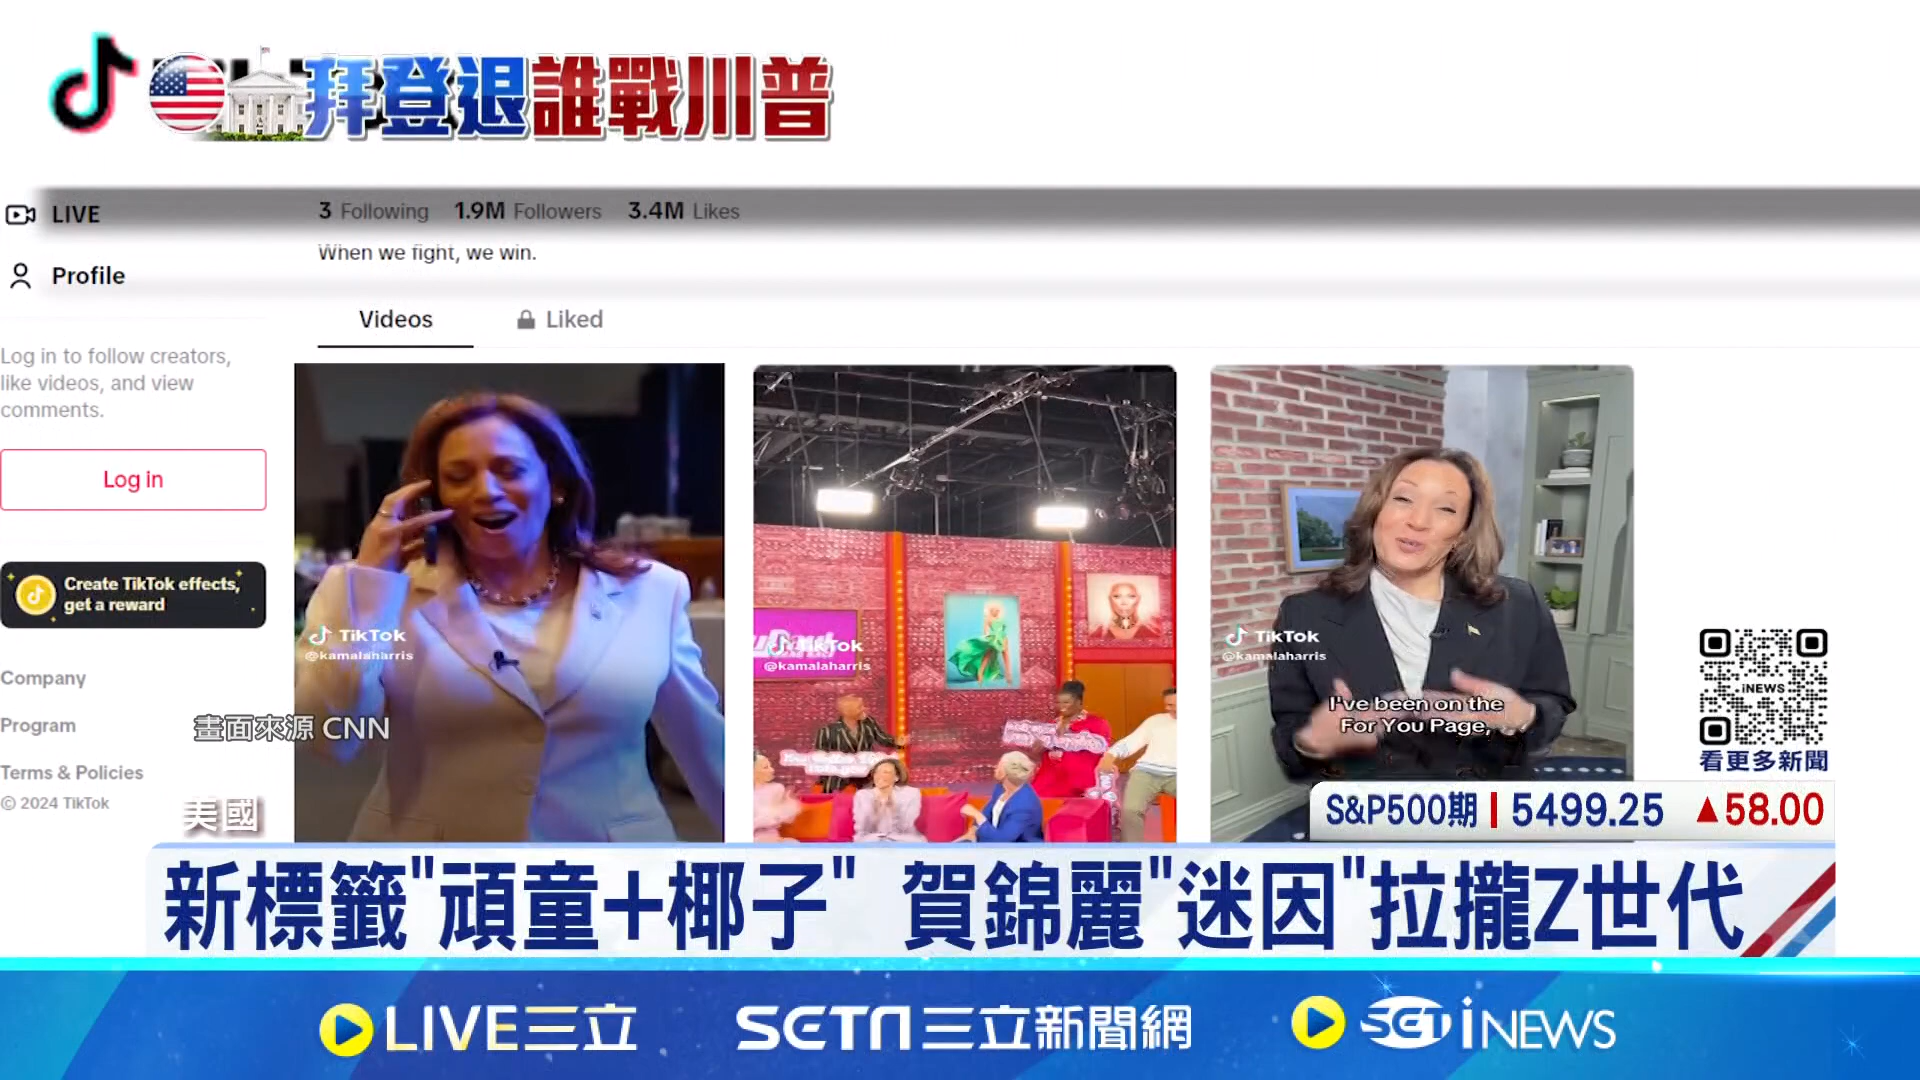 拜登退誰戰川普
LIVE
3 Following 1.9M Followers 3.4M Likes
When we fight, we win.
Profile
Videos
Liked
Log in to follow creators,
like videos, and view
comments.
Log in
Create TikTok effects,
get a reward
Company
Program
Terms & Policies
© 2024 TikTok
TikTok
@kamalaharris
TikTok
@kamalaharris
TikTok
@kamalaharris
I've been on the
For You Page,
畫面來源 CNN
美國
iNEWS
看更多新聞
S&P500期 5499.25 ▲58.00
新標籤"頑童+椰子" 賀錦麗"迷因"拉攏Z世代
LIVE三立
SETN三立新聞網
SET iNEWS